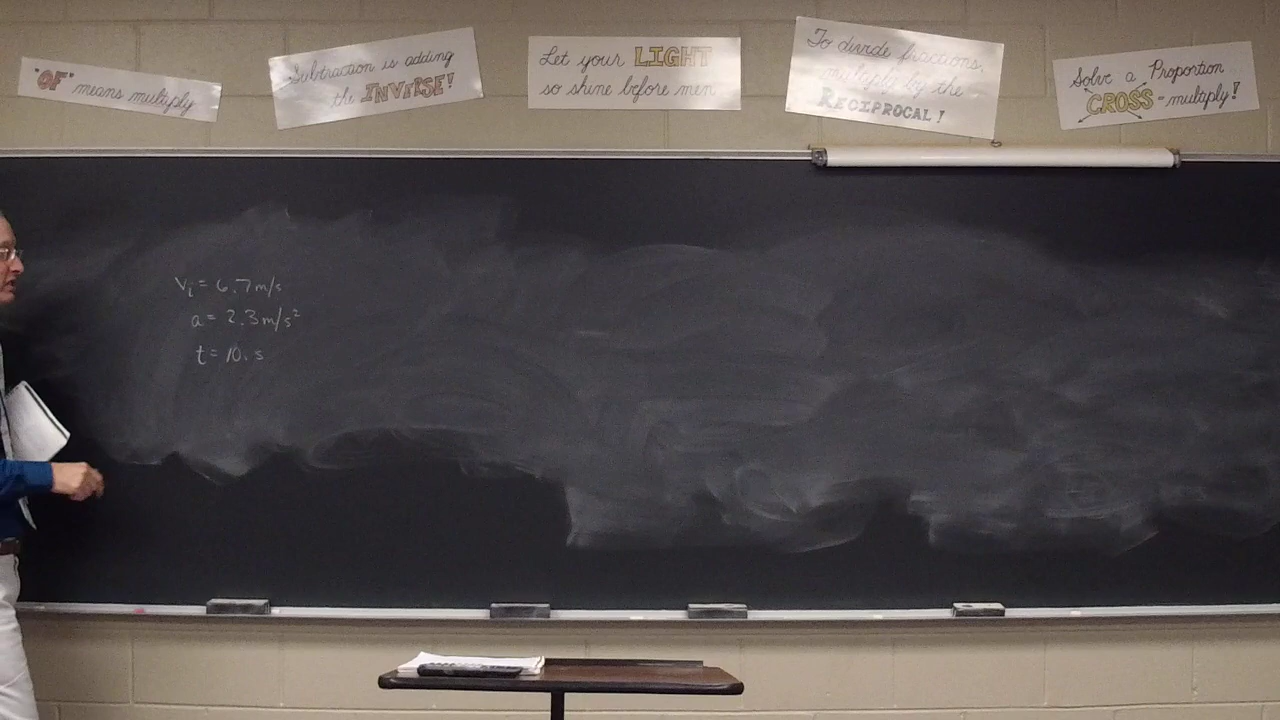 "OF" means multiply
Subtraction is adding
the INVERSE!
Let your LIGHT
so shine before men
To divide fractions,
multiply by the
RECIPROCAL!
Solve a Proportion
CROSS-multiply!
vᵢ = 6.7 m/s
a = 2.3 m/s²
t = 10. s